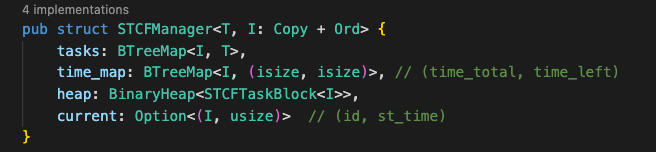 4 implementations
pub struct STCFManager<T, I: Copy + Ord> {
    tasks: BTreeMap<I, T>,
    time_map: BTreeMap<I, (isize, isize)>, // (time_total, time_left)
    heap: BinaryHeap<STCFTaskBlock<I>>,
    current: Option<(I, usize)>  // (id, st_time)
}